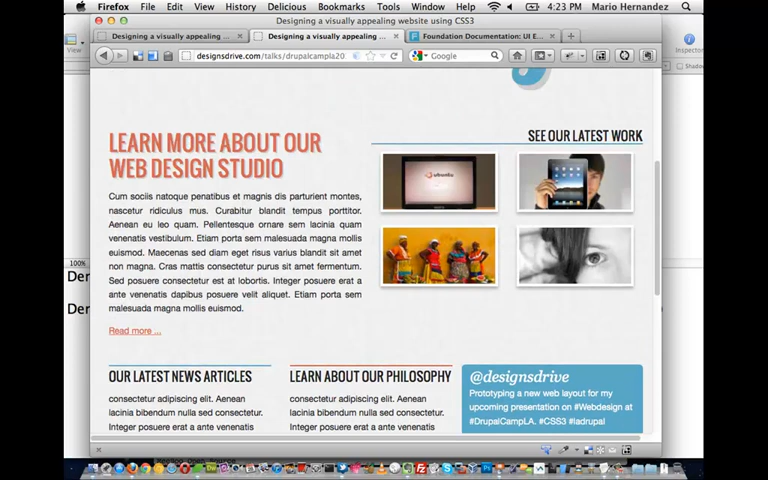 Firefox File Edit View History Delicious Bookmarks Tools Window Help 4:23 PM Mario Hernandez
Designing a visually appealing website using CSS3
Designing a visually appealing ... Designing a visually appealing ... Foundation Documentation: UI E...
View
designsdrive.com/talks/drupalcampla20
Google
Inspector
LEARN MORE ABOUT OUR
WEB DESIGN STUDIO
Cum sociis natoque penatibus et magnis dis parturient montes,
nascetur ridiculus mus. Curabitur blandit tempus porttitor.
Aenean eu leo quam. Pellentesque ornare sem lacinia quam
venenatis vestibulum. Etiam porta sem malesuada magna mollis
euismod. Maecenas sed diam eget risus varius blandit sit amet
non magna. Cras mattis consectetur purus sit amet fermentum.
Sed posuere consectetur est at lobortis. Integer posuere erat a
ante venenatis dapibus posuere velit aliquet. Etiam porta sem
malesuada magna mollis euismod.
Read more ...
SEE OUR LATEST WORK
ubuntu
100%
Der
Der
OUR LATEST NEWS ARTICLES
consectetur adipiscing elit. Aenean
lacinia bibendum nulla sed consectetur.
Integer posuere erat a ante venenatis
LEARN ABOUT OUR PHILOSOPHY
consectetur adipiscing elit. Aenean
lacinia bibendum nulla sed consectetur.
Integer posuere erat a ante venenatis
@designsdrive
Prototyping a new web layout for my
upcoming presentation on #Webdesign at
#DrupalCampLA. #CSS3 #ladrupal